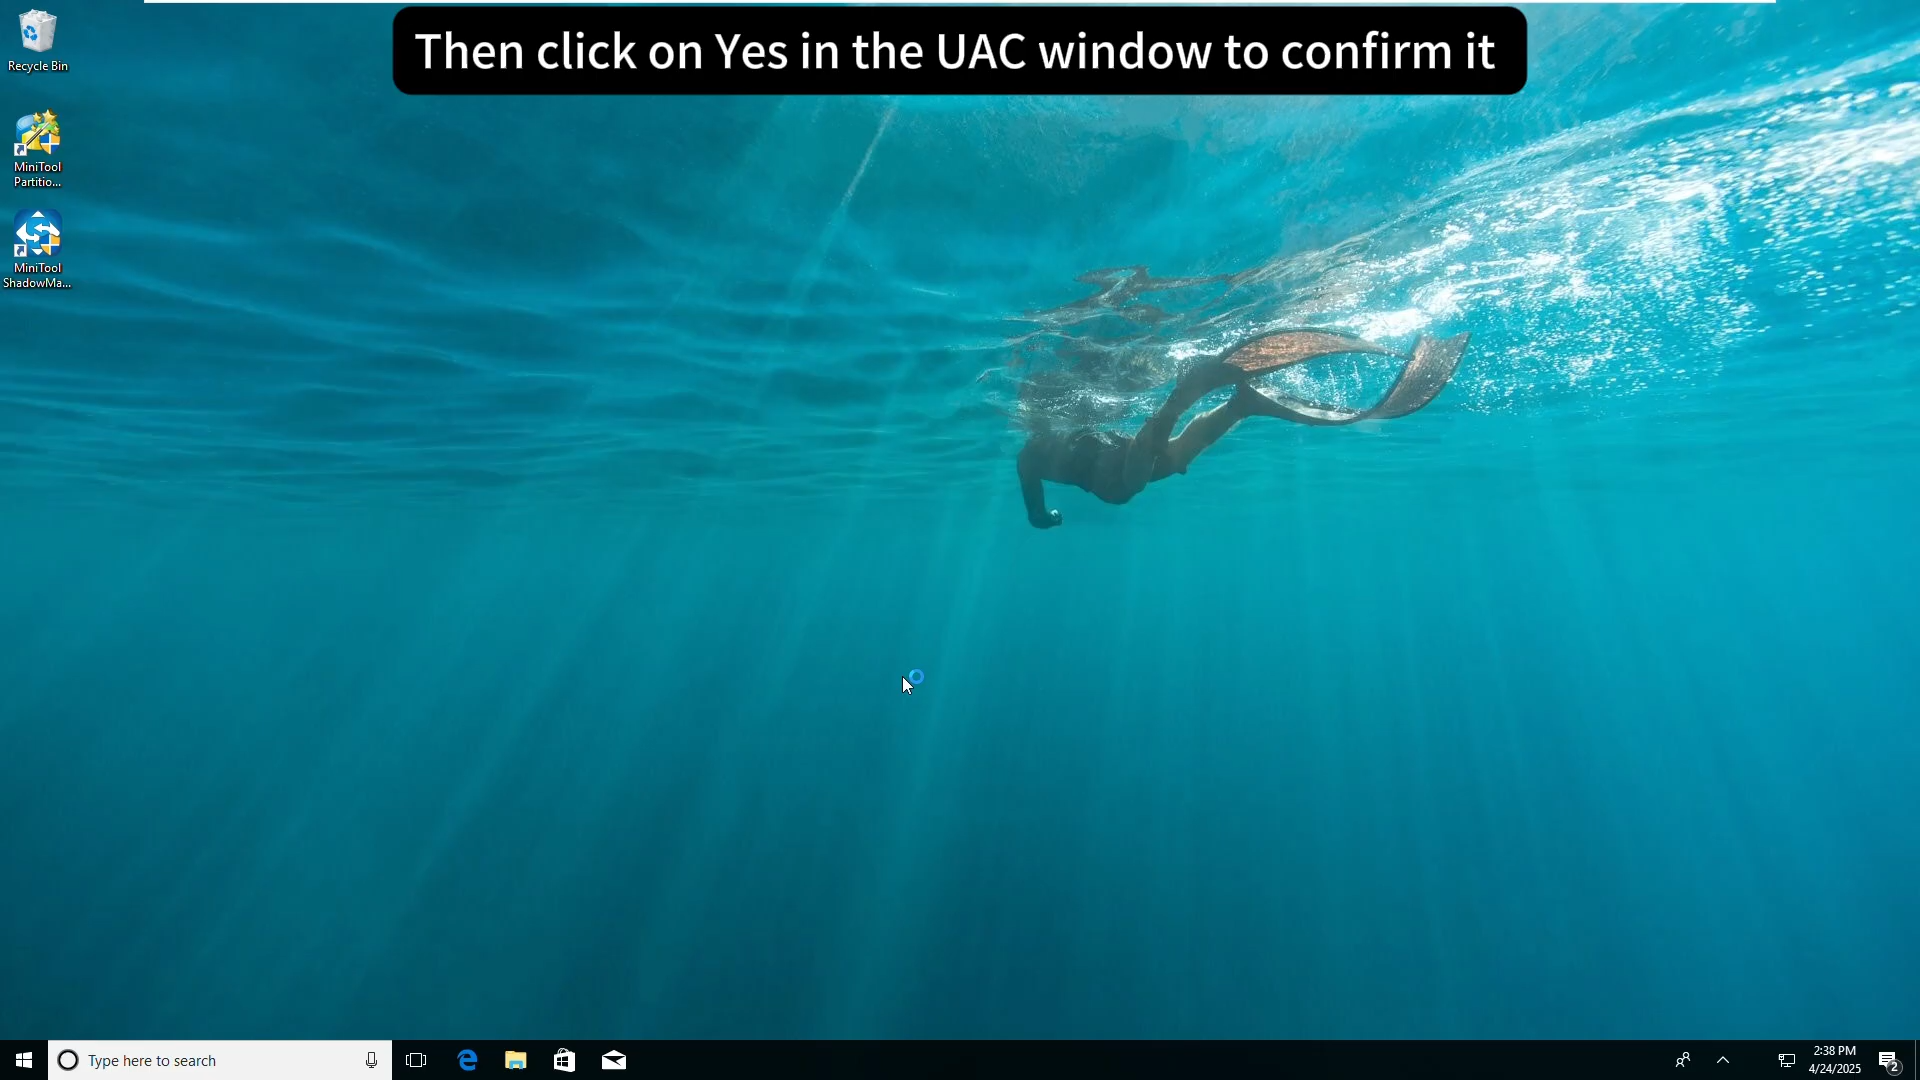 Then click on Yes in the UAC window to confirm it
Recycle Bin
MiniTool
Partitio...
MiniTool
ShadowMa...
Type here to search
2:38 PM
4/24/2025
2